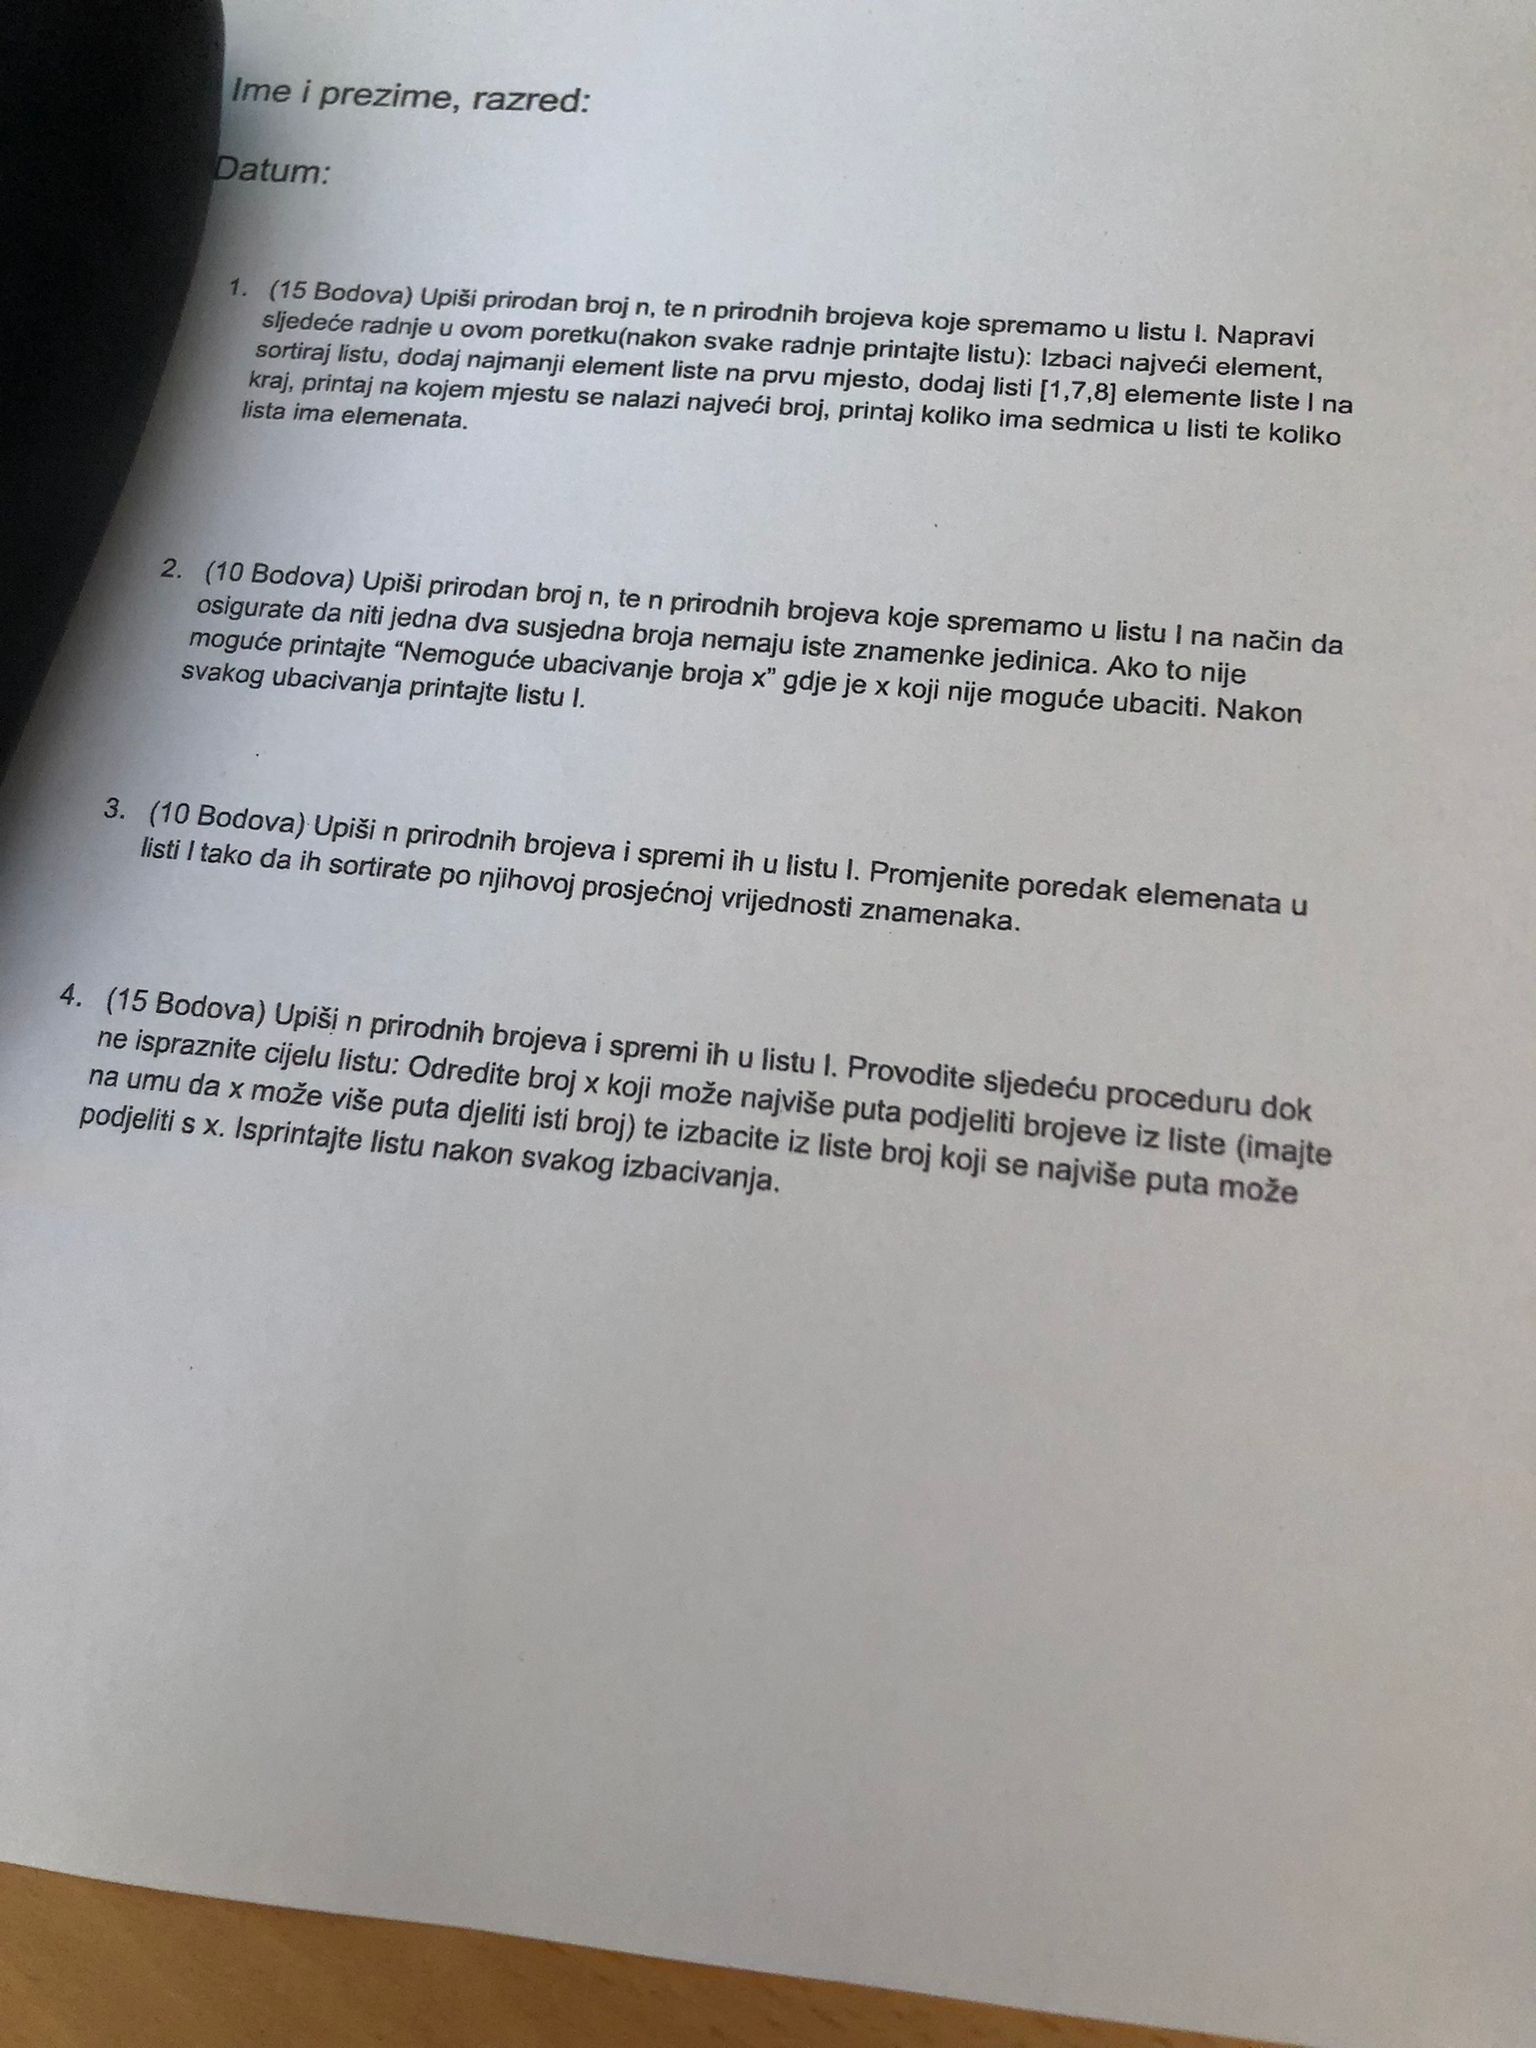 Ime i prezime, razred:
Datum:
1. (15 Bodova) Upiši prirodan broj n, te n prirodnih brojeva koje spremamo u listu l. Napravi
sljedeće radnje u ovom poretku(nakon svake radnje printajte listu): Izbaci najveći element,
sortiraj listu, dodaj najmanji element liste na prvu mjesto, dodaj listi [1,7,8] elemente liste l na
kraj, printaj na kojem mjestu se nalazi najveći broj, printaj koliko ima sedmica u listi te koliko
lista ima elemenata.
2. (10 Bodova) Upiši prirodan broj n, te n prirodnih brojeva koje spremamo u listu l na način da
osigurate da niti jedna dva susjedna broja nemaju iste znamenke jedinica. Ako to nije
moguće printajte “Nemoguće ubacivanje broja x” gdje je x koji nije moguće ubaciti. Nakon
svakog ubacivanja printajte listu l.
3. (10 Bodova) Upiši n prirodnih brojeva i spremi ih u listu l. Promjenite poredak elemenata u
listi l tako da ih sortirate po njihovoj prosjećnoj vrijednosti znamenaka.
4. (15 Bodova) Upiši n prirodnih brojeva i spremi ih u listu l. Provodite sljedeću proceduru dok
ne ispraznite cijelu listu: Odredite broj x koji može najviše puta podjeliti brojeve iz liste (imajte
na umu da x može više puta djeliti isti broj) te izbacite iz liste broj koji se najviše puta može
podjeliti s x. Isprintajte listu nakon svakog izbacivanja.